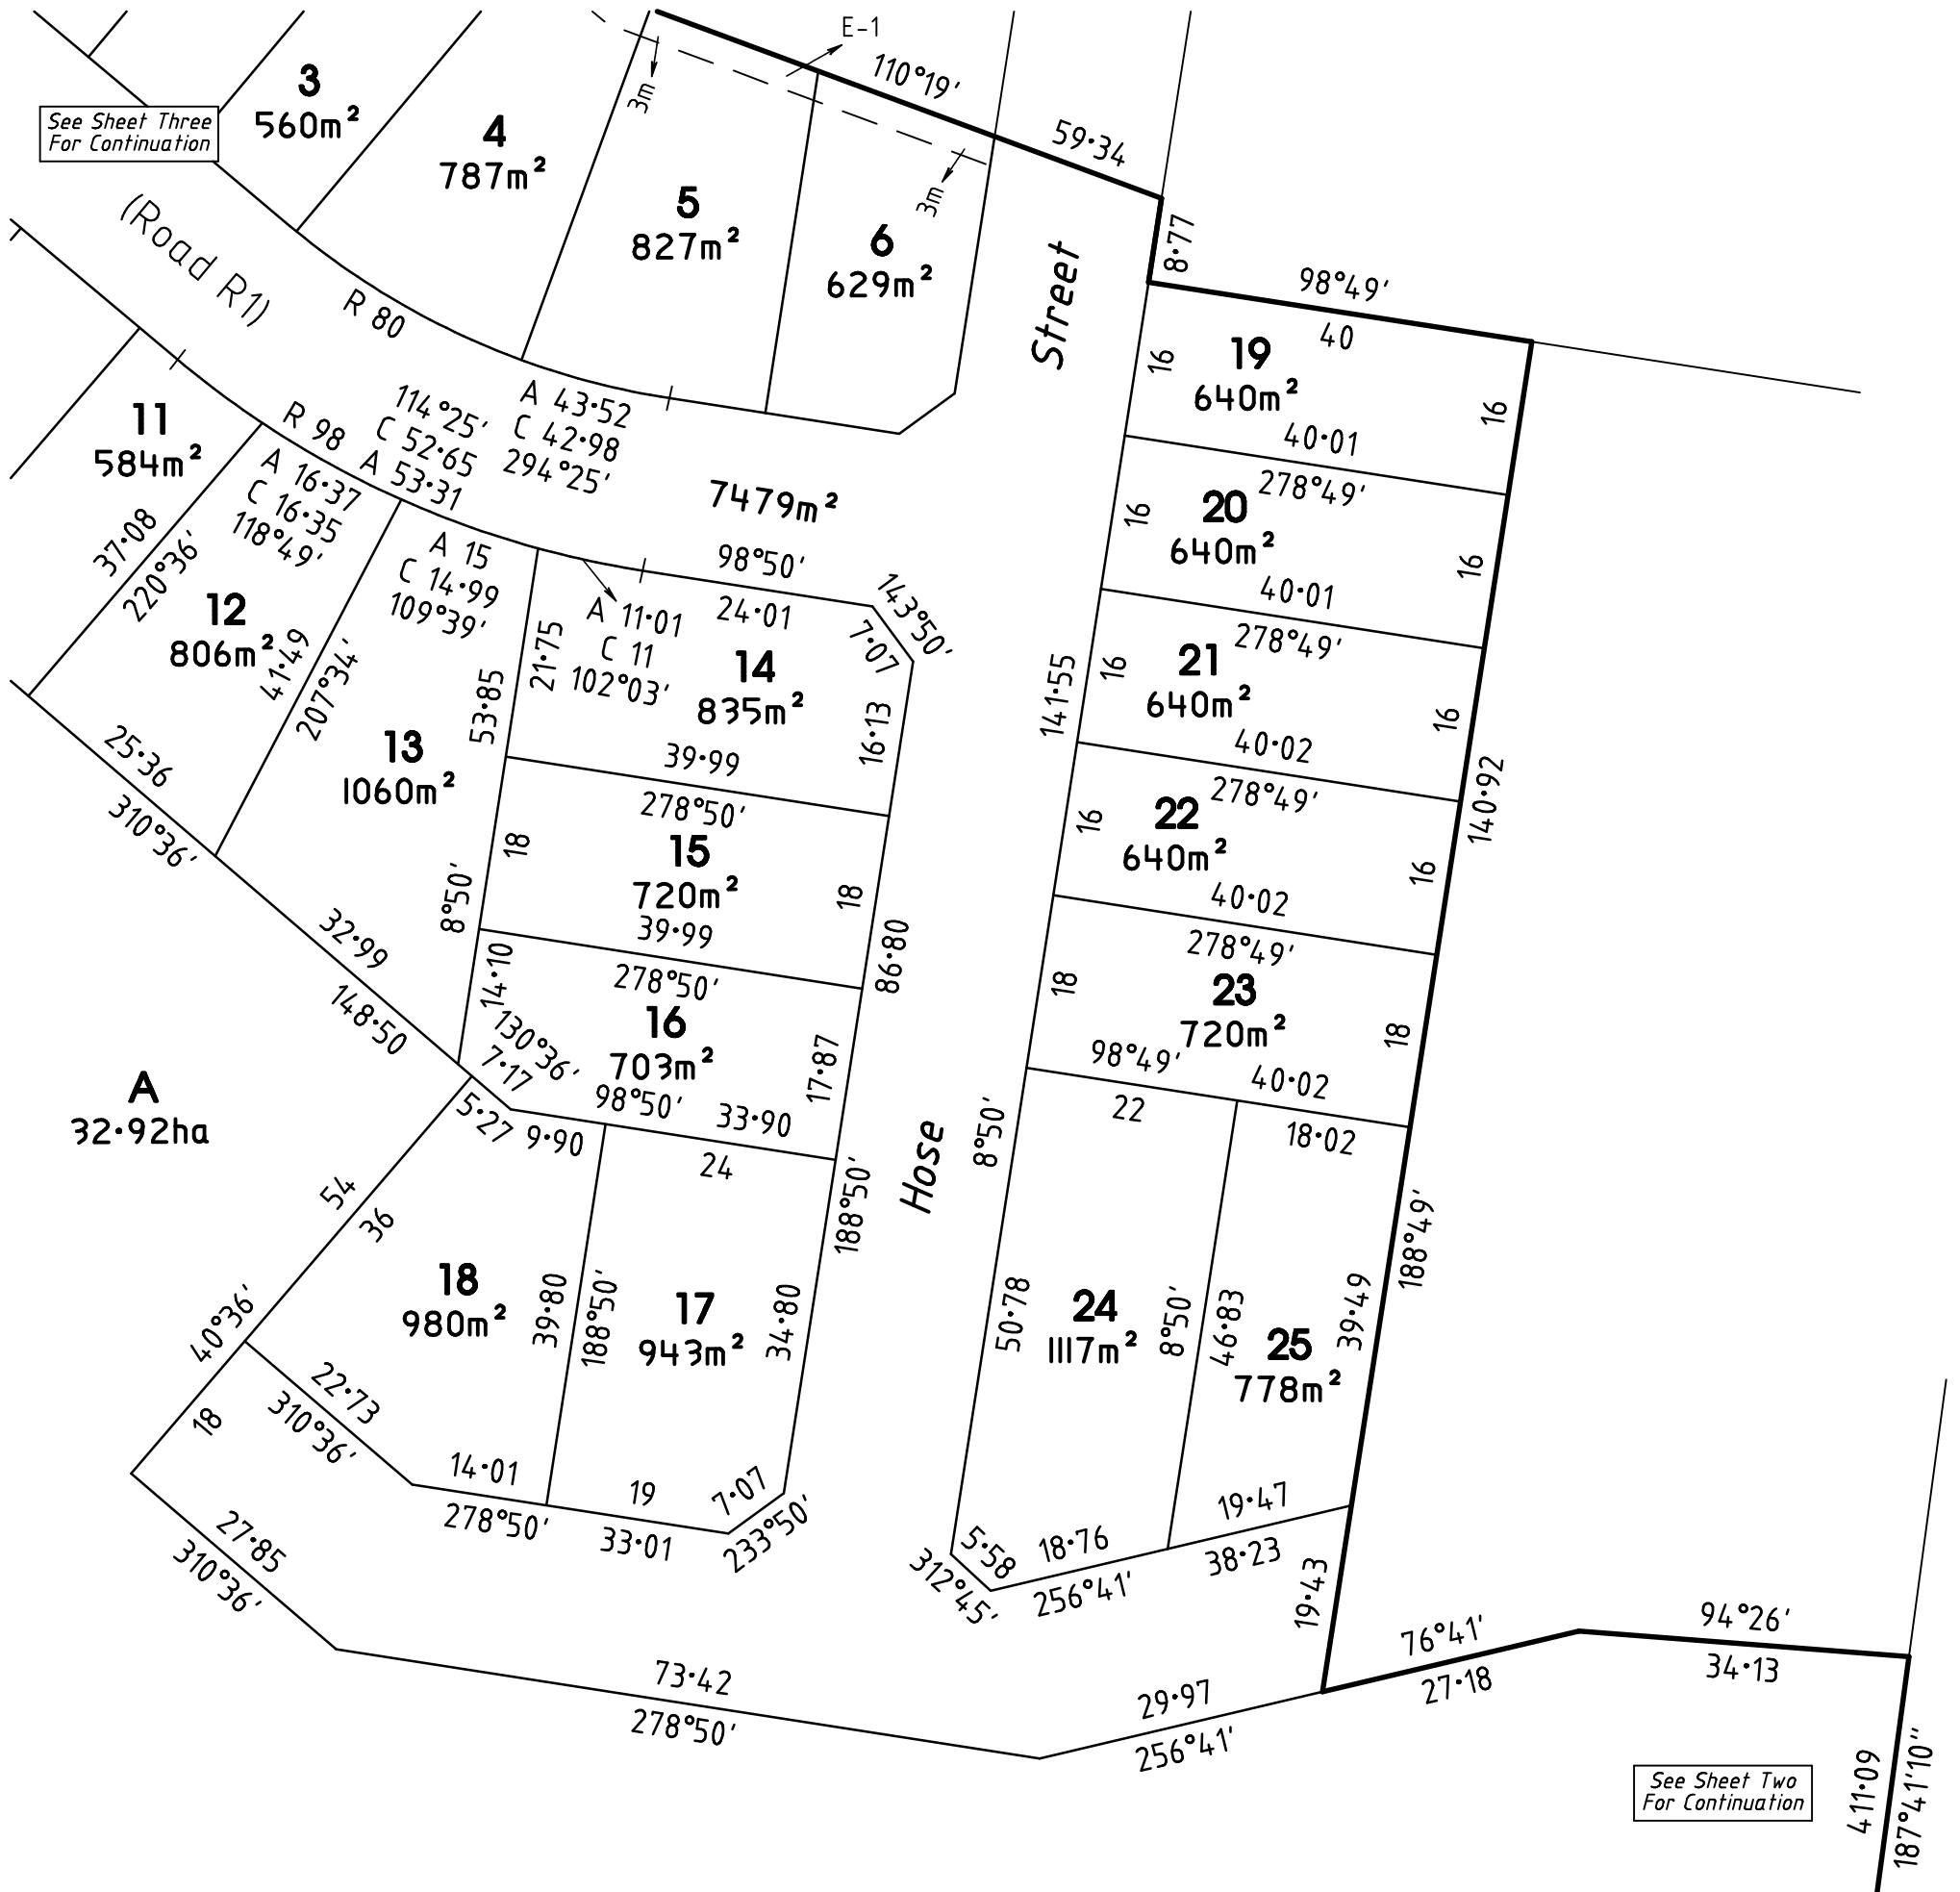 E-1
110°19′
59·34
3
560m²
See Sheet Three
For Continuation
4
787m²
3m
5
827m²
6
629m²
3m
8·77
98°49′
40
(Road R1)
R 80
Street
19
640m²
16
16
40·01
278°49′
11
584m²
R 98
114°25′
C 52·65
A 53·31
A 43·52
C 42·98
294°25′
7479m²
A 16·37
C 16·35
118°49′
37·08
220°36′
12
806m²
A 15
C 14·99
109°39′
41·49
207°34′
98°50′
24·01
143°50′
7·07
A 11·01
C 11
102°03′
21·75
53·85
14
835m²
16·13
39·99
278°50′
20
640m²
16
16
40·01
278°49′
21
640m²
16
16
141·55
40·02
278°49′
140·92
22
640m²
16
16
40·02
278°49′
25·36
310°36′
13
1060m²
8°50′
18
15
720m²
18
39·99
278°50′
86·80
32·99
148·50
14·10
130°36′
7·17
16
703m²
17·87
98°50′
33·90
18
23
720m²
18
98°49′
40·02
22
18·02
A
32·92ha
5·27
9·90
24
54
36
40°36′
18
980m²
39·80
188°50′
17
943m²
34·80
188°50′
Hose
8°50′
50·78
24
1117m²
8°50′
46·83
25
778m²
39·49
188°49′
18
22·73
310°36′
14·01
278°50′
19
33·01
7·07
233°50′
5·58
312°45′
18·76
256°41′
19·47
38·23
19·43
27·85
310°36′
73·42
278°50′
29·97
256°41′
76°41′
27·18
94°26′
34·13
See Sheet Two
For Continuation
411·09
187°41′10″